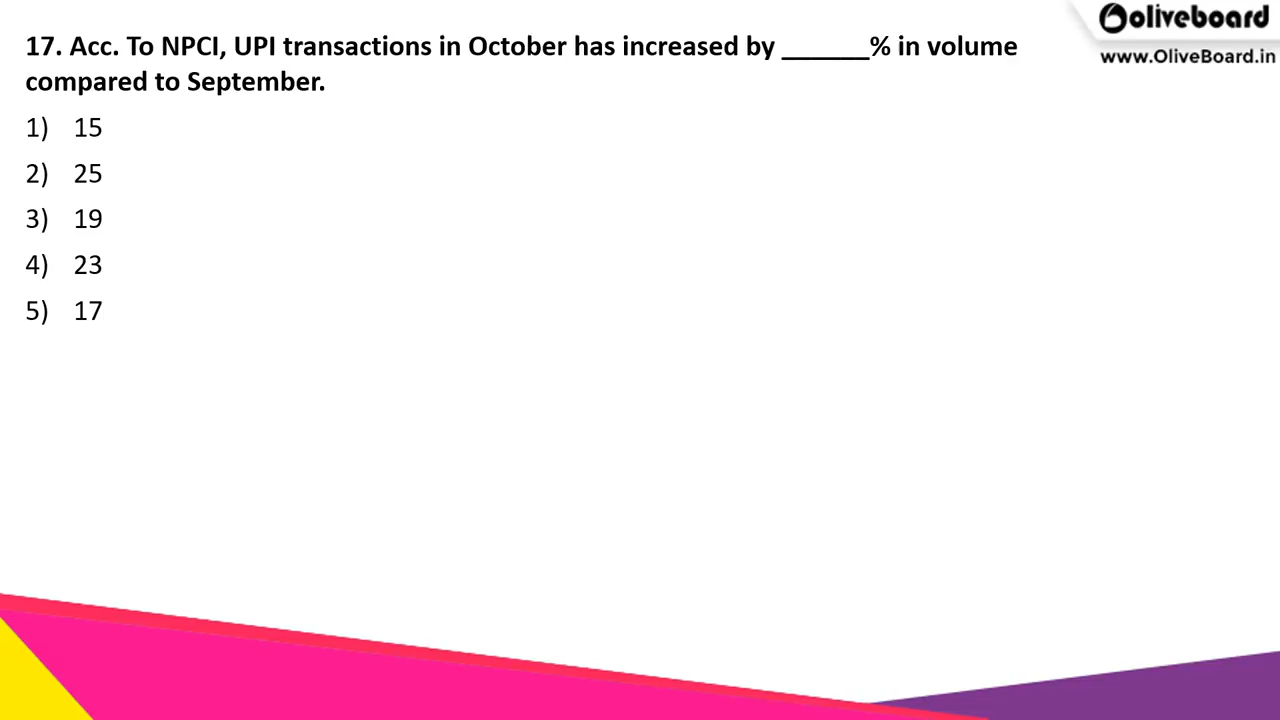 oliveboard
www.OliveBoard.in
17. Acc. To NPCI, UPI transactions in October has increased by ______% in volume
compared to September.
1) 15
2) 25
3) 19
4) 23
5) 17